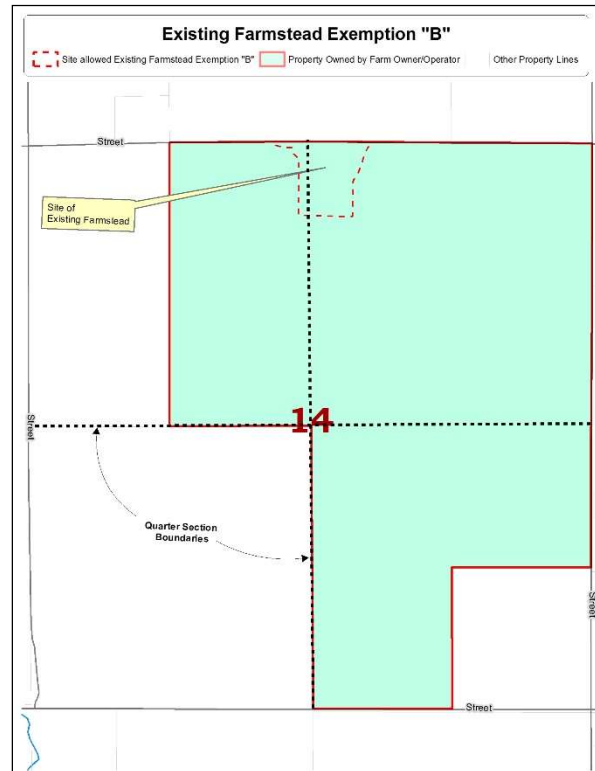 Existing Farmstead Exemption "B"
Site allowed Existing Farmstead Exemption "B" Property Owned by Farm Owner/Operator Other Property Lines
Street
Site of
Existing Farmslead
14
Street
Quarter Section
Boundaries
Street
Street